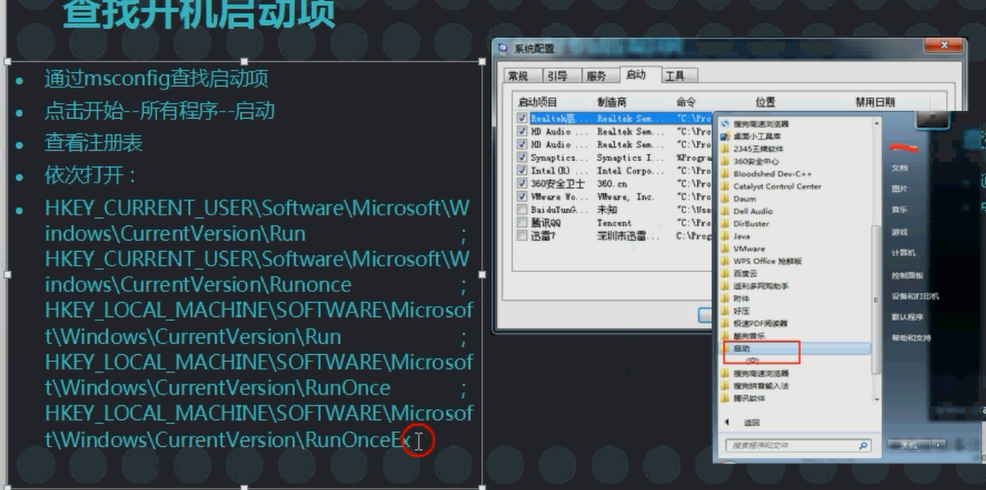 查找开机启动项
通过msconfig查找启动项
点击开始--所有程序--启动
查看注册表
依次打开：
HKEY_CURRENT_USER\Software\Microsoft\W
indows\CurrentVersion\Run ;
HKEY_CURRENT_USER\Software\Microsoft\W
indows\CurrentVersion\Runonce ;
HKEY_LOCAL_MACHINE\SOFTWARE\Microsof
t\Windows\CurrentVersion\Run ;
HKEY_LOCAL_MACHINE\SOFTWARE\Microsof
t\Windows\CurrentVersion\RunOnce ;
HKEY_LOCAL_MACHINE\SOFTWARE\Microsof
t\Windows\CurrentVersion\RunOnceEx
系统配置
常规 引导 服务 启动 工具
启动项目 制造商 命令 位置 禁用日期
Realtek高... Realtek Sem... "C:\Pro
HD Audio ... Realtek Sem... "C:\Pro
HD Audio ... Realtek Sem... "C:\Pro
Synaptics... Synaptics I... %Progra
Intel(R) ... Intel Corpo... "C:\Pro
360安全卫士 360.cn "C:\Pro
VMware Wo... VMware, Inc. "C:\Pro
BaiduYunG... 未知 "C:\Use
腾讯QQ Tencent "C:\Pro
迅雷7 深圳市迅雷... C:\Prog
搜狗高速浏览器
桌面小工具库
2345王牌软件
360安全中心
Bloodshed Dev-C++
Catalyst Control Center
Daum
Dell Audio
DirBuster
Java
VMware
WPS Office 抢鲜版
百度云
返利多网购助手
附件
好压
极速PDF阅读器
酷狗音乐
启动
(空)
搜狗高速浏览器
搜狗拼音输入法
腾讯软件
返回
搜索程序和文件
文档
图片
音乐
游戏
计算机
控制面板
设备和打印机
默认程序
帮助和支持
关机